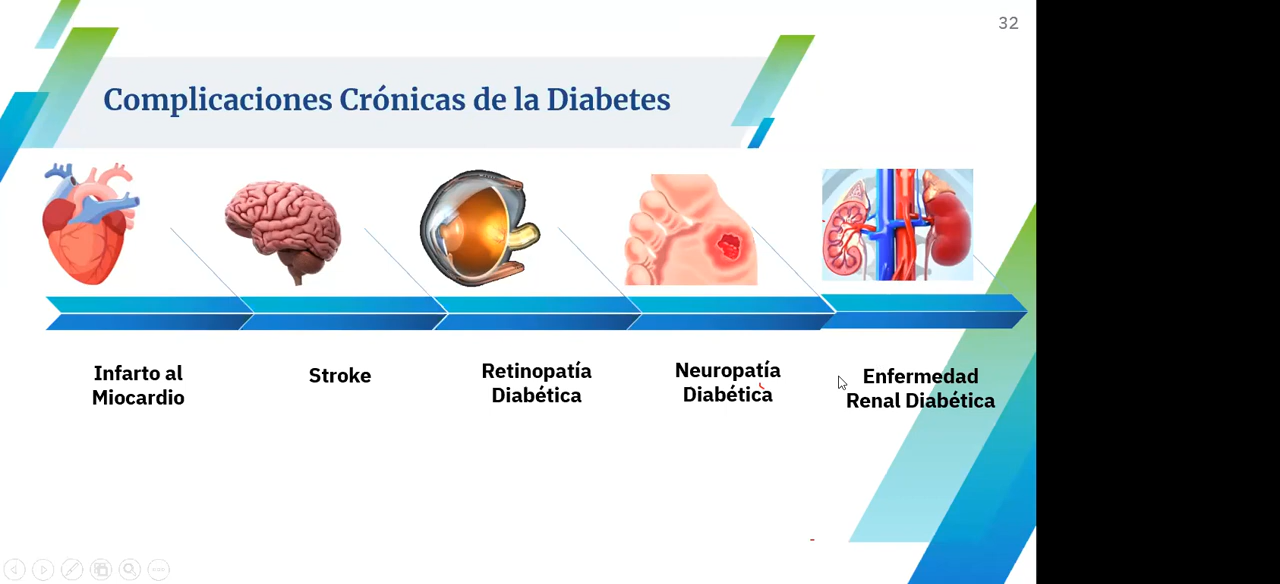 32
Complicaciones Crónicas de la Diabetes
Infarto al
Miocardio
Stroke
Retinopatía
Diabética
Neuropatía
Diabética
Enfermedad
Renal Diabética